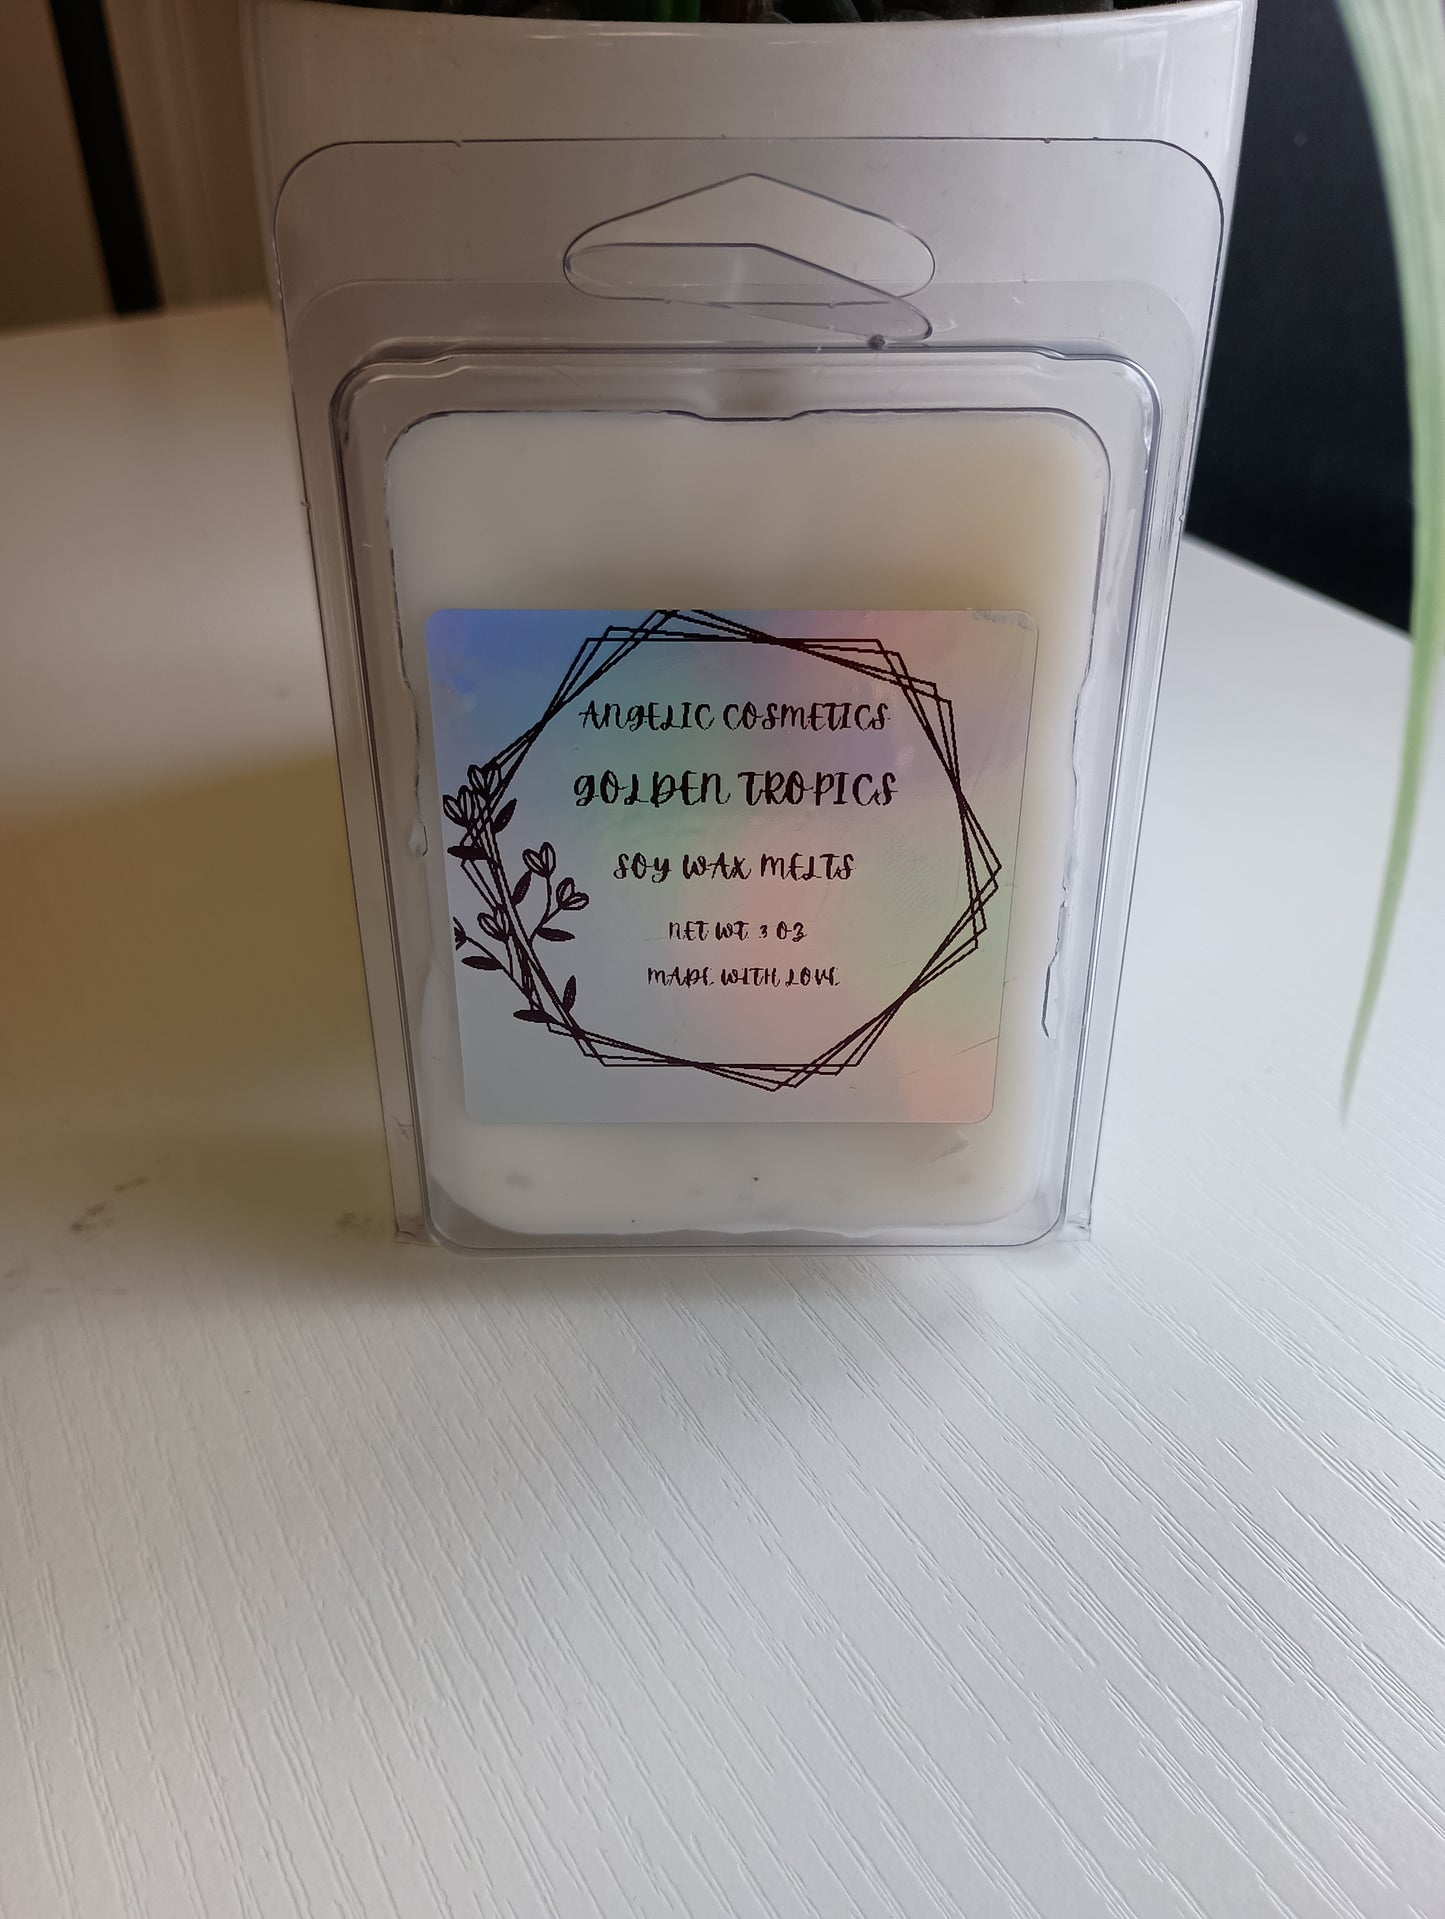 ANGELIC COSMETICS
GOLDEN TROPICS
SOY WAX MELTS
NET WT 3 OZ
MADE WITH LOVE